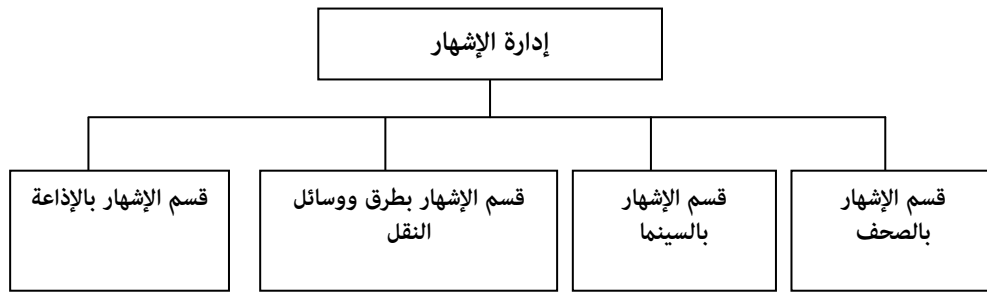 إدارة الإشهار
قسم الإشهار
بالصحف
قسم الإشهار
بالسينما
قسم الإشهار بطرق ووسائل
النقل
قسم الإشهار بالإذاعة